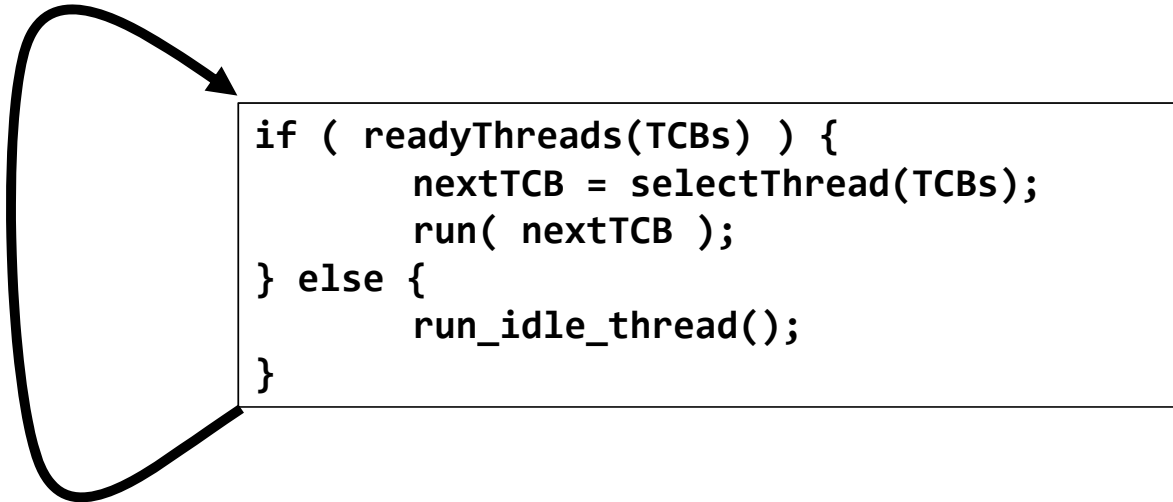 if ( readyThreads(TCBs) ) {
nextTCB = selectThread(TCBs);
run( nextTCB );
} else {
run_idle_thread();
}